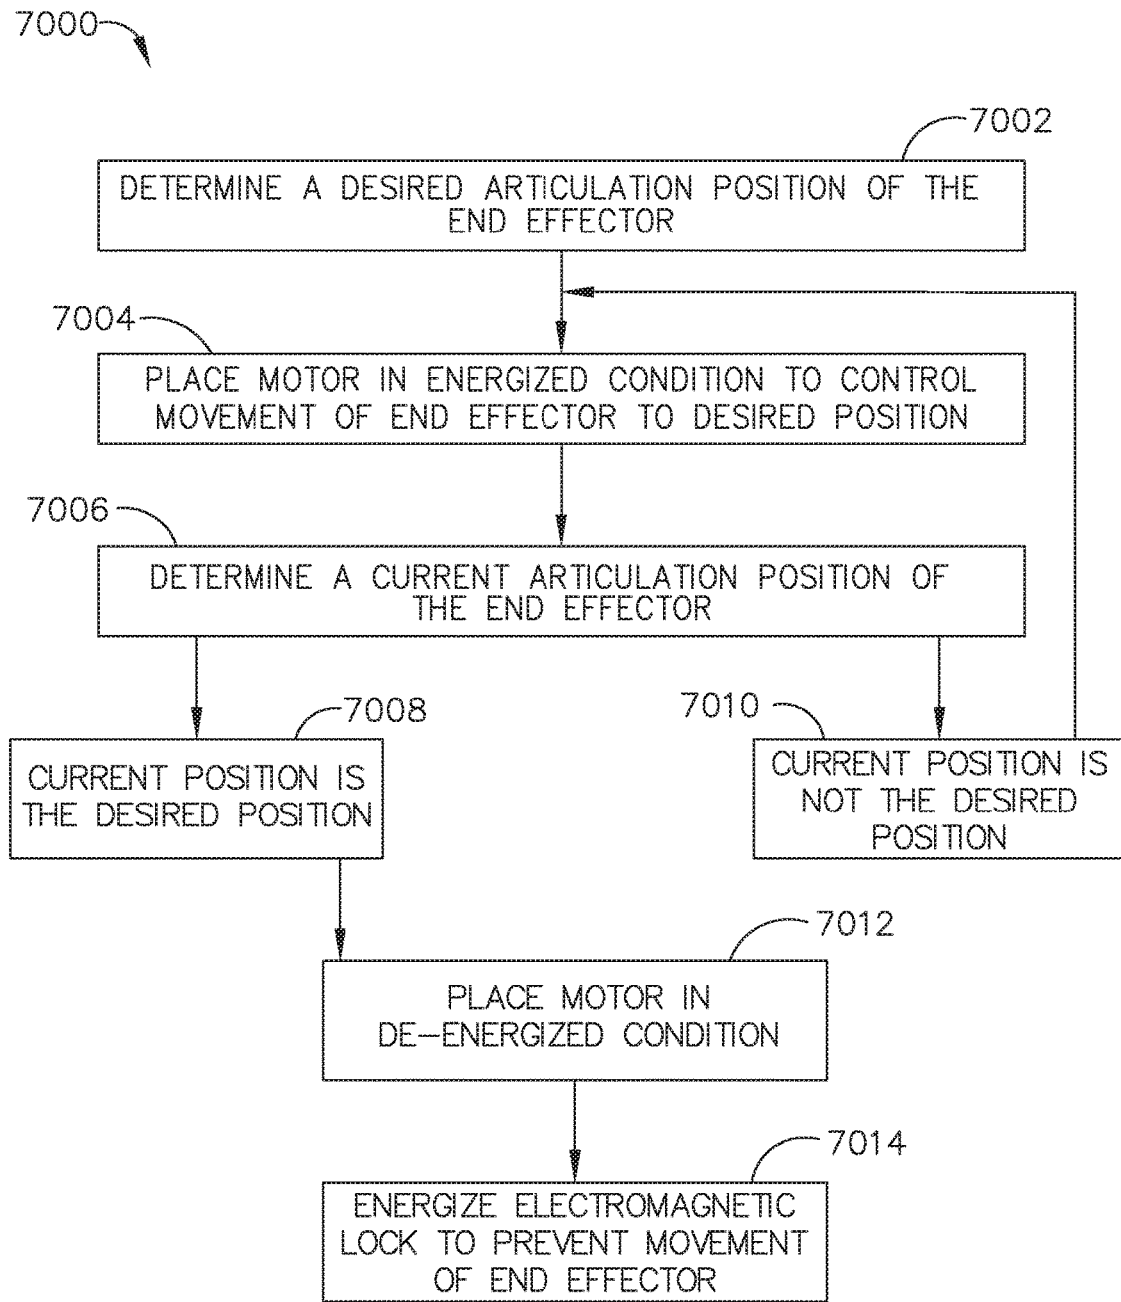 7000
7002
DETERMINE A DESIRED ARTICULATION POSITION OF THE
END EFFECTOR
7004
PLACE MOTOR IN ENERGIZED CONDITION TO CONTROL
MOVEMENT OF END EFFECTOR TO DESIRED POSITION
7006
DETERMINE A CURRENT ARTICULATION POSITION OF
THE END EFFECTOR
7008
CURRENT POSITION IS
THE DESIRED POSITION
7010
CURRENT POSITION IS
NOT THE DESIRED
POSITION
7012
PLACE MOTOR IN
DE-ENERGIZED CONDITION
7014
ENERGIZE ELECTROMAGNETIC
LOCK TO PREVENT MOVEMENT
OF END EFFECTOR